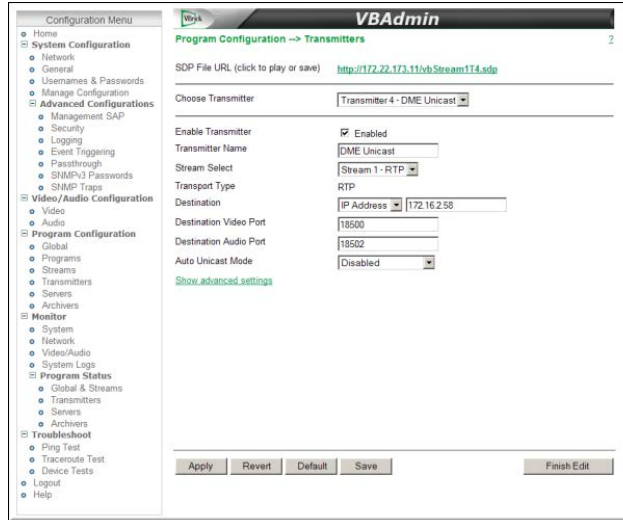 Configuration Menu
Home
System Configuration
Network
General
Usernames & Passwords
Manage Configuration
Advanced Configurations
Management SAP
Security
Logging
Event Triggering
Passthrough
SNMPv3 Passwords
SNMP Traps
Video/Audio Configuration
Video
Audio
Program Configuration
Global
Programs
Streams
Transmitters
Servers
Archivers
Monitor
System
Network
Video/Audio
System Logs
Program Status
Global & Streams
Transmitters
Servers
Archivers
Troubleshoot
Ping Test
Traceroute Test
Device Tests
Logout
Help
VBrick
VBAdmin
Program Configuration --> Transmitters ?
SDP File URL (click to play or save) http://172.22.173.11/vbStream1T4.sdp
Choose Transmitter Transmitter 4 - DME Unicast
Enable Transmitter Enabled
Transmitter Name DME Unicast
Stream Select Stream 1 - RTP
Transport Type RTP
Destination IP Address 172.16.2.58
Destination Video Port 18500
Destination Audio Port 18502
Auto Unicast Mode Disabled
Show advanced settings
Apply Revert Default Save Finish Edit